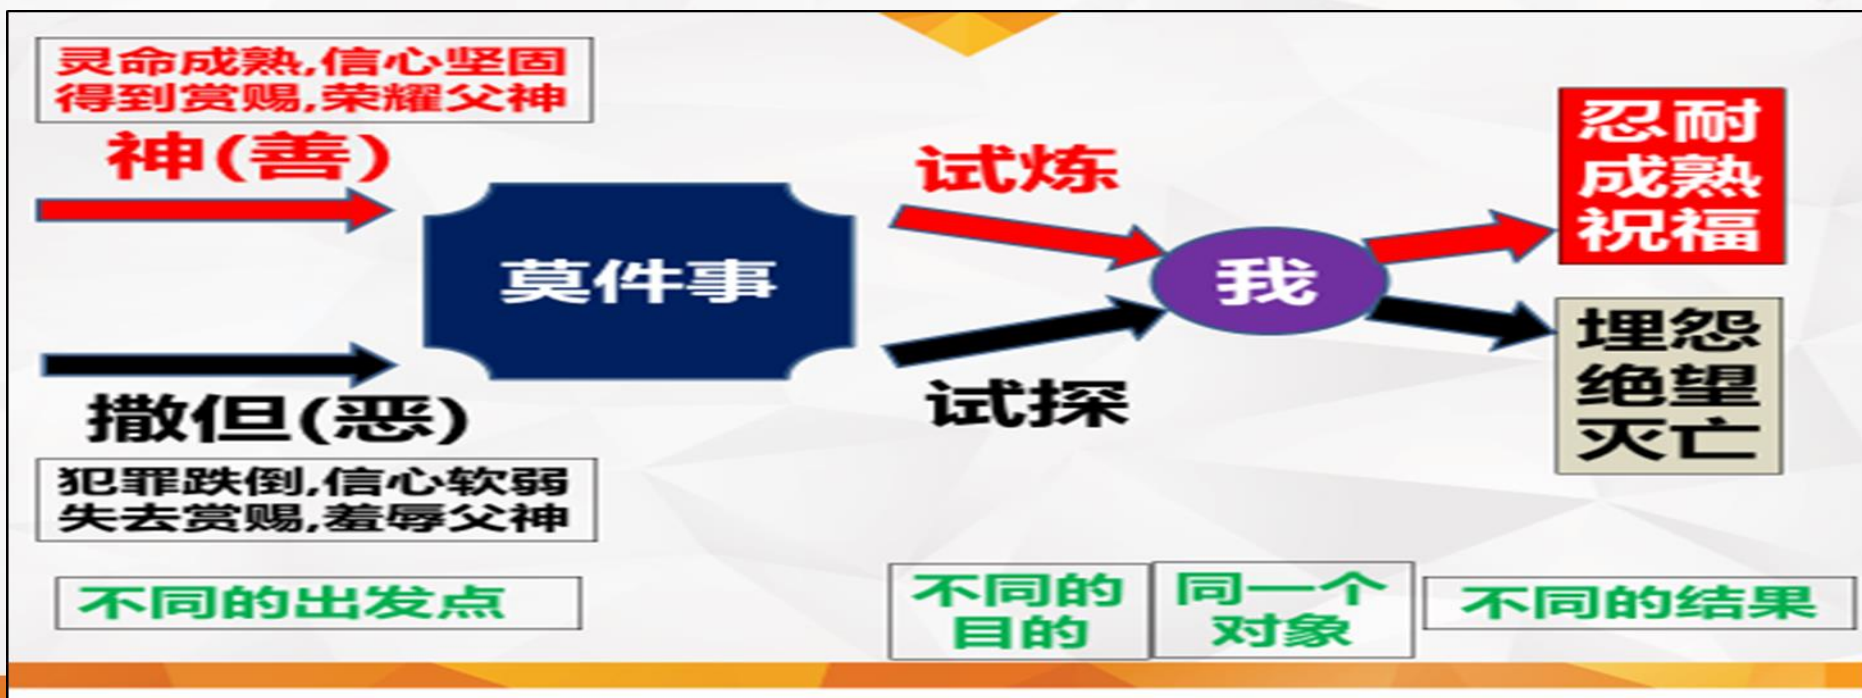 灵命成熟,信心坚固
得到赏赐,荣耀父神
神(善)
莫件事
撒但(恶)
犯罪跌倒,信心软弱
失去赏赐,羞辱父神
试炼
试探
我
忍耐
成熟
祝福
埋怨
绝望
灭亡
不同的出发点
不同的
目的
同一个
对象
不同的结果